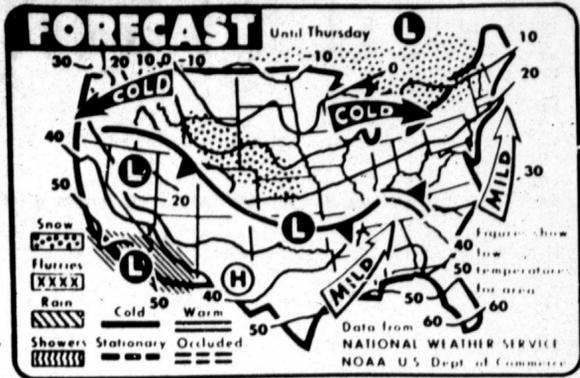 FORECAST Until Thursday L
30 20 10 0 -10 -10 0 10
COLD COLD 20
40 MILD 30
L
50 20
L
Snow
L H
Flurries
40
Rain 50 Cold Warm
MILD
50
Showers Stationary Occluded
40 Figures show
low
50 temperatures
for area
50 60
60
Data from
NATIONAL WEATHER SERVICE
NOAA U S Dept of Commerce